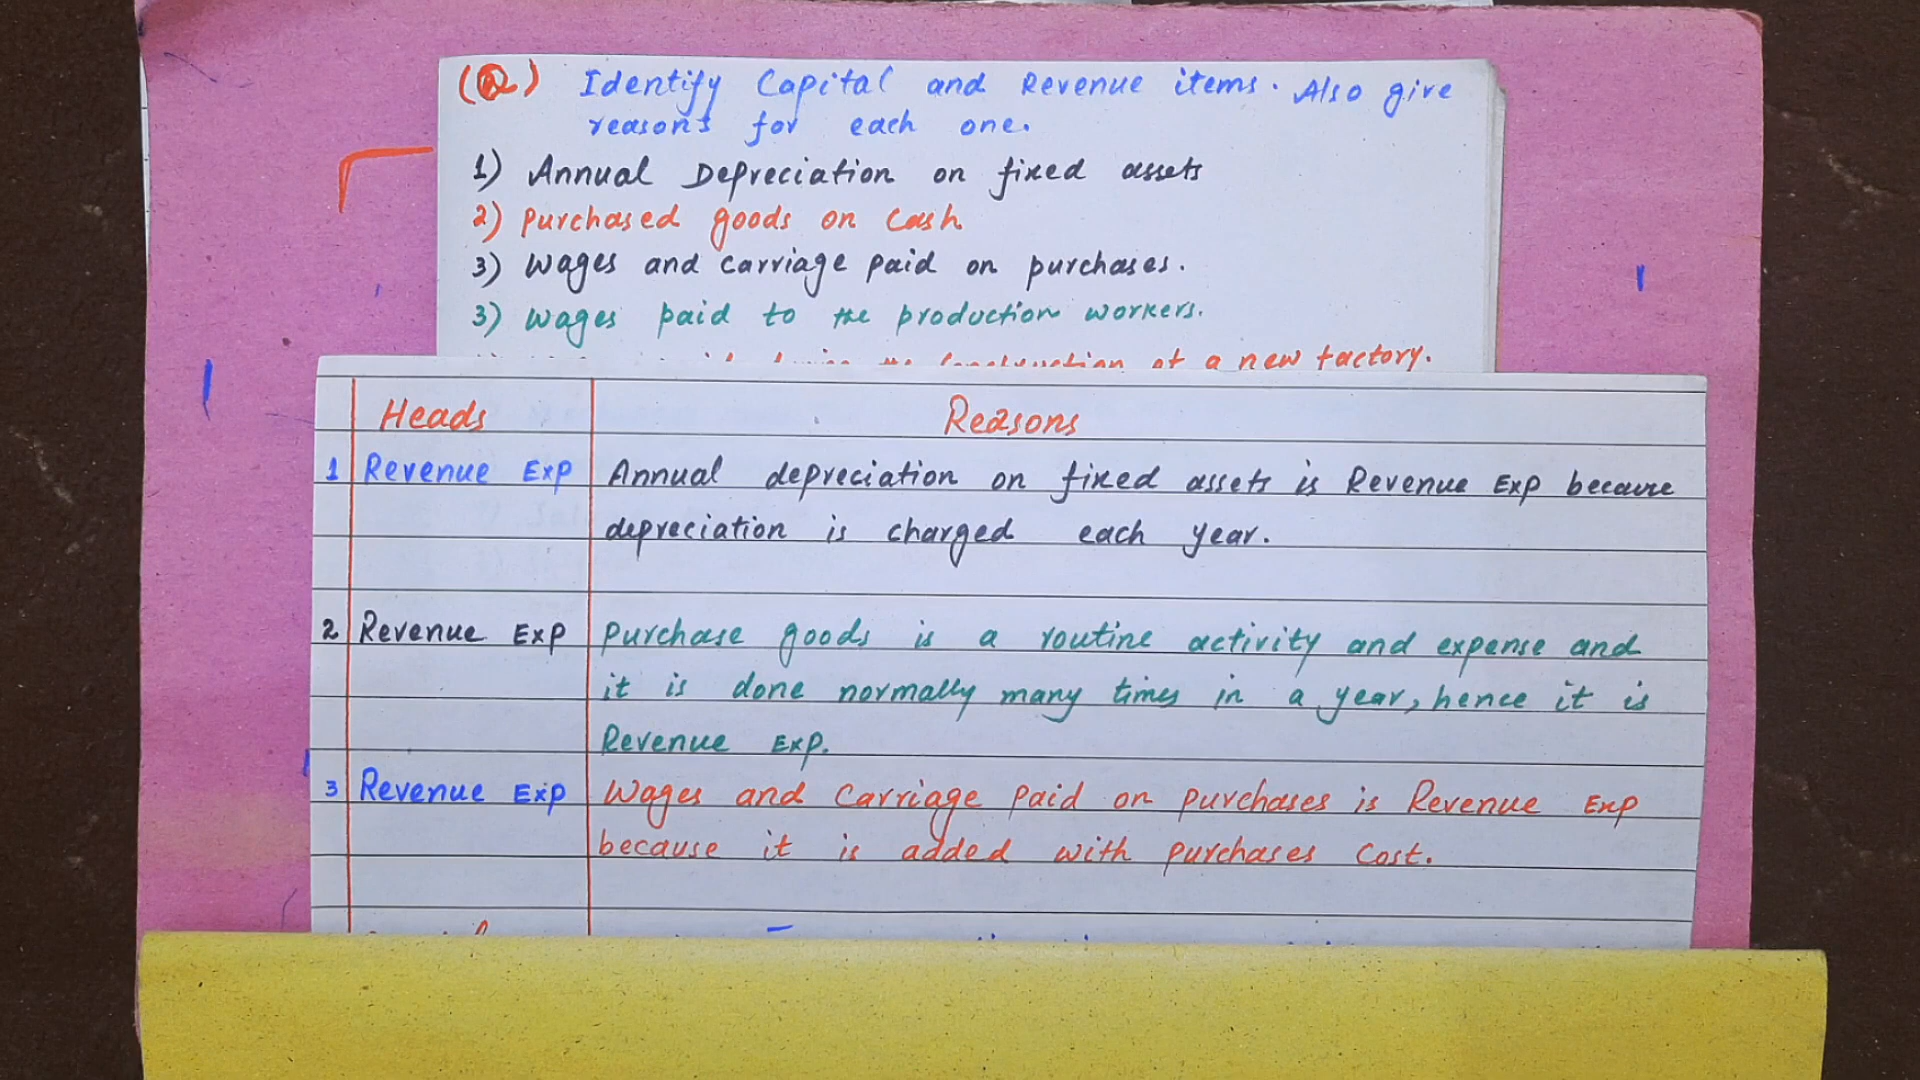 (Q) Identify Capital and Revenue items. Also give
reasons for each one.
1) Annual Depreciation on fixed assets
2) Purchased goods on Cash
3) Wages and carriage paid on purchases.
3) Wages paid to the production workers.
of a new factory.
Heads Reasons
1 Revenue Exp Annual depreciation on fixed assets is Revenue Exp because
depreciation is charged each year.
2 Revenue Exp Purchase goods is a routine activity and expense and
it is done normally many times in a year, hence it is
Revenue Exp.
3 Revenue Exp Wages and Carriage Paid on purchases is Revenue Exp
because it is added with purchases Cost.